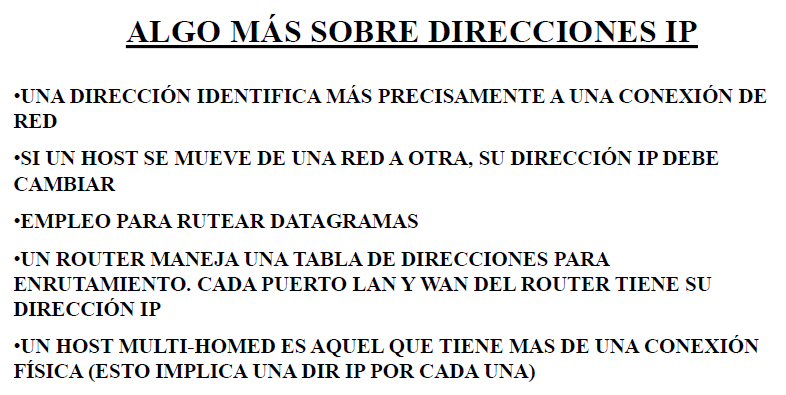 ALGO MÁS SOBRE DIRECCIONES IP
•UNA DIRECCIÓN IDENTIFICA MÁS PRECISAMENTE A UNA CONEXIÓN DE
RED
•SI UN HOST SE MUEVE DE UNA RED A OTRA, SU DIRECCIÓN IP DEBE
CAMBIAR
•EMPLEO PARA RUTEAR DATAGRAMAS
•UN ROUTER MANEJA UNA TABLA DE DIRECCIONES PARA
ENRUTAMIENTO. CADA PUERTO LAN Y WAN DEL ROUTER TIENE SU
DIRECCIÓN IP
•UN HOST MULTI-HOMED ES AQUEL QUE TIENE MAS DE UNA CONEXIÓN
FÍSICA (ESTO IMPLICA UNA DIR IP POR CADA UNA)